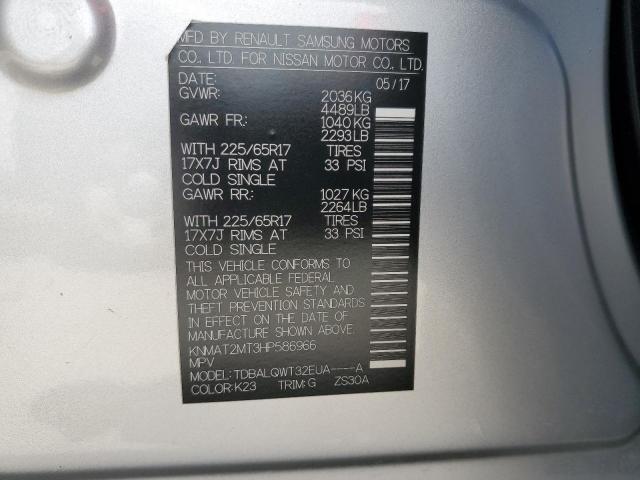 MFD BY RENAULT SAMSUNG MOTORS
CO., LTD. FOR NISSAN MOTOR CO., LTD.
DATE: 05/17
GVWR: 2036KG
4489LB
GAWR FR: 1040KG
2293LB
WITH 225/65R17 TIRES
17X7J RIMS AT 33 PSI
COLD SINGLE
GAWR RR: 1027KG
2264LB
WITH 225/65R17 TIRES
17X7J RIMS AT 33 PSI
COLD SINGLE
THIS VEHICLE CONFORMS TO
ALL APPLICABLE FEDERAL
MOTOR VEHICLE SAFETY AND
THEFT PREVENTION STANDARDS
IN EFFECT ON THE DATE OF
MANUFACTURE SHOWN ABOVE.
KNMAT2MT3HP586966
MPV
MODEL: TDBALQWT32EUA----A
COLOR: K23 TRIM: G ZS30A